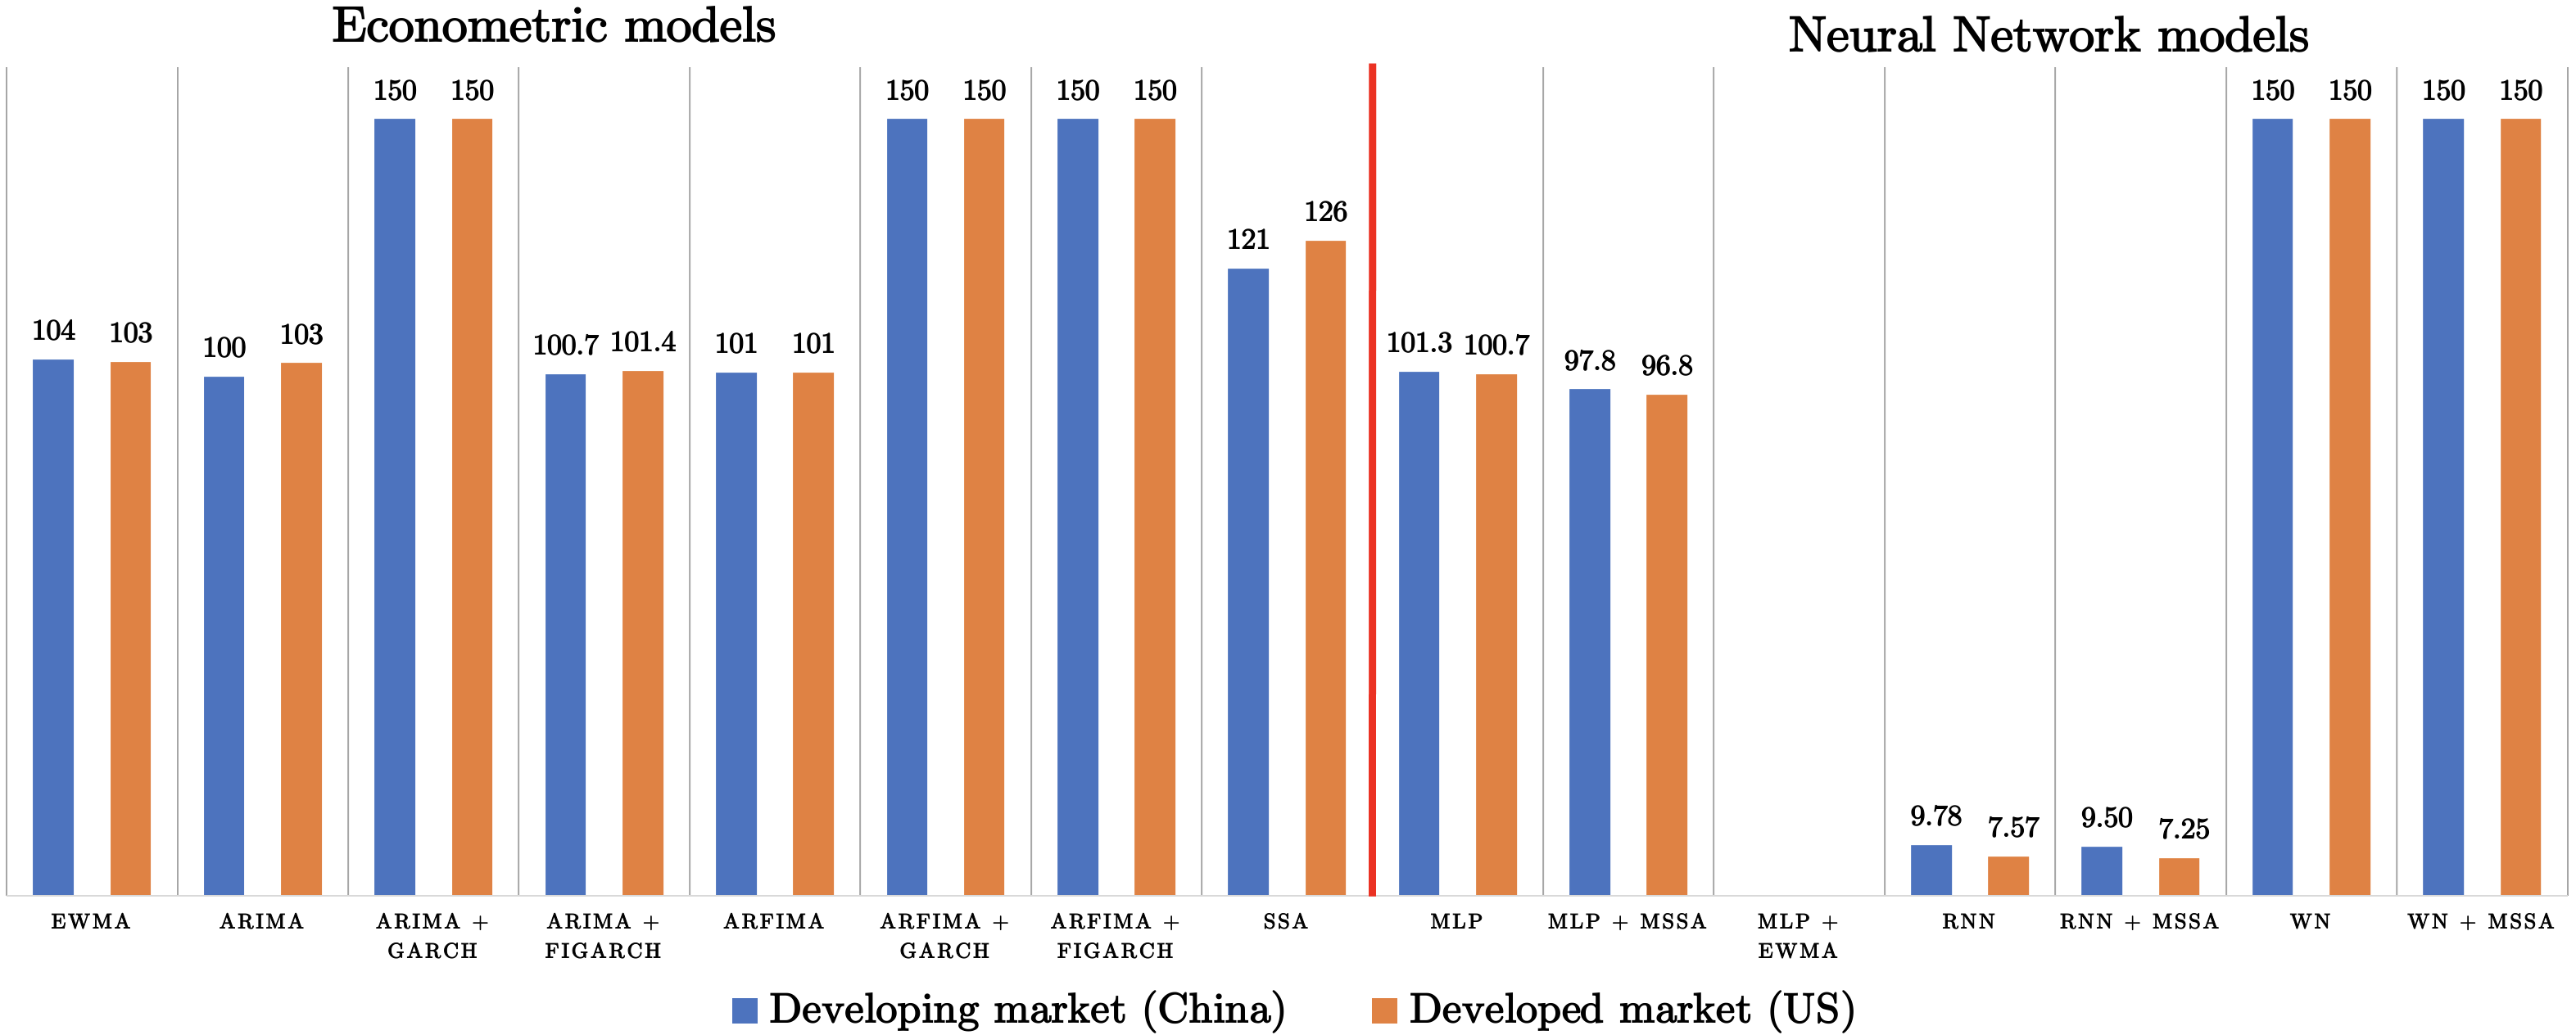 Econometric models
Neural Network models
150 150 150 150 150 150 150 150 150 150
121 126
104 103 100 103 100.7 101.4 101 101 101.3 100.7 97.8 96.8
9.78 7.57 9.50 7.25
EWMA
ARIMA
ARIMA +
GARCH
ARIMA +
FIGARCH
ARFIMA
ARFIMA +
GARCH
ARFIMA +
FIGARCH
SSA
MLP
MLP + MSSA
MLP +
EWMA
RNN
RNN + MSSA
WN
WN + MSSA
Developing market (China)
Developed market (US)